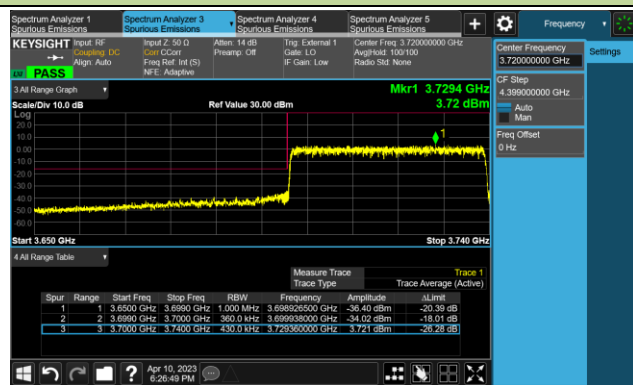 Spectrum Analyzer 1
Spurious Emissions
Spectrum Analyzer 3
Spurious Emissions
Spectrum Analyzer 4
Spurious Emissions
Spectrum Analyzer 5
Spurious Emissions
Frequency
KEYSIGHT
Input: RF
Coupling: DC
Align: Auto
Input Z: 50 Ω
Corr CCorr
Freq Ref: Int (S)
NFE: Adaptive
Atten: 14 dB
Preamp: Off
Trig: External 1
Gate: LO
IF Gain: Low
Center Freq: 3.720000000 GHz
Avg|Hold: 100/100
Radio Std: None
PASS
Center Frequency
3.720000000 GHz
Settings
CF Step
4.399000000 GHz
Auto
Man
Freq Offset
0 Hz
3 All Range Graph
Mkr1 3.7294 GHz
Scale/Div 10.0 dB
Ref Value 30.00 dBm
3.72 dBm
Log
20.0
10.0
0.00
-10.0
-20.0
-30.0
-40.0
-50.0
-60.0
1
Start 3.650 GHz
Stop 3.740 GHz
4 All Range Table
Measure Trace Trace 1
Trace Type Trace Average (Active)
Spur Range Start Freq Stop Freq RBW Frequency Amplitude ΔLimit
1 1 3.6500 GHz 3.6990 GHz 1.000 MHz 3.698926500 GHz -36.40 dBm -20.39 dB
2 2 3.6990 GHz 3.7000 GHz 360.0 kHz 3.699938000 GHz -34.02 dBm -18.01 dB
3 3 3.7000 GHz 3.7400 GHz 430.0 kHz 3.729360000 GHz 3.721 dBm -26.28 dB
Apr 10, 2023
6:26:49 PM